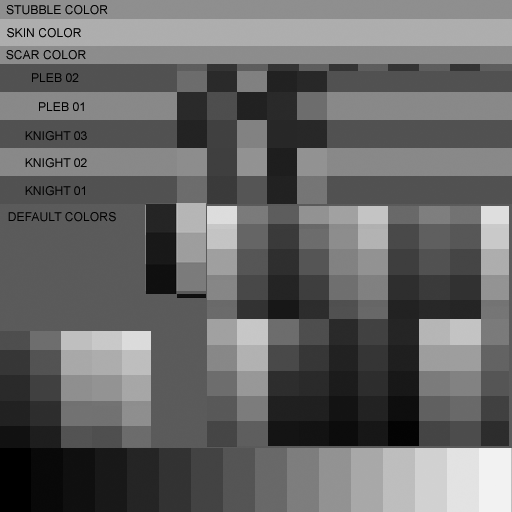 STUBBLE COLOR
SKIN COLOR
SCAR COLOR
PLEB 02
PLEB 01
KNIGHT 03
KNIGHT 02
KNIGHT 01
DEFAULT COLORS